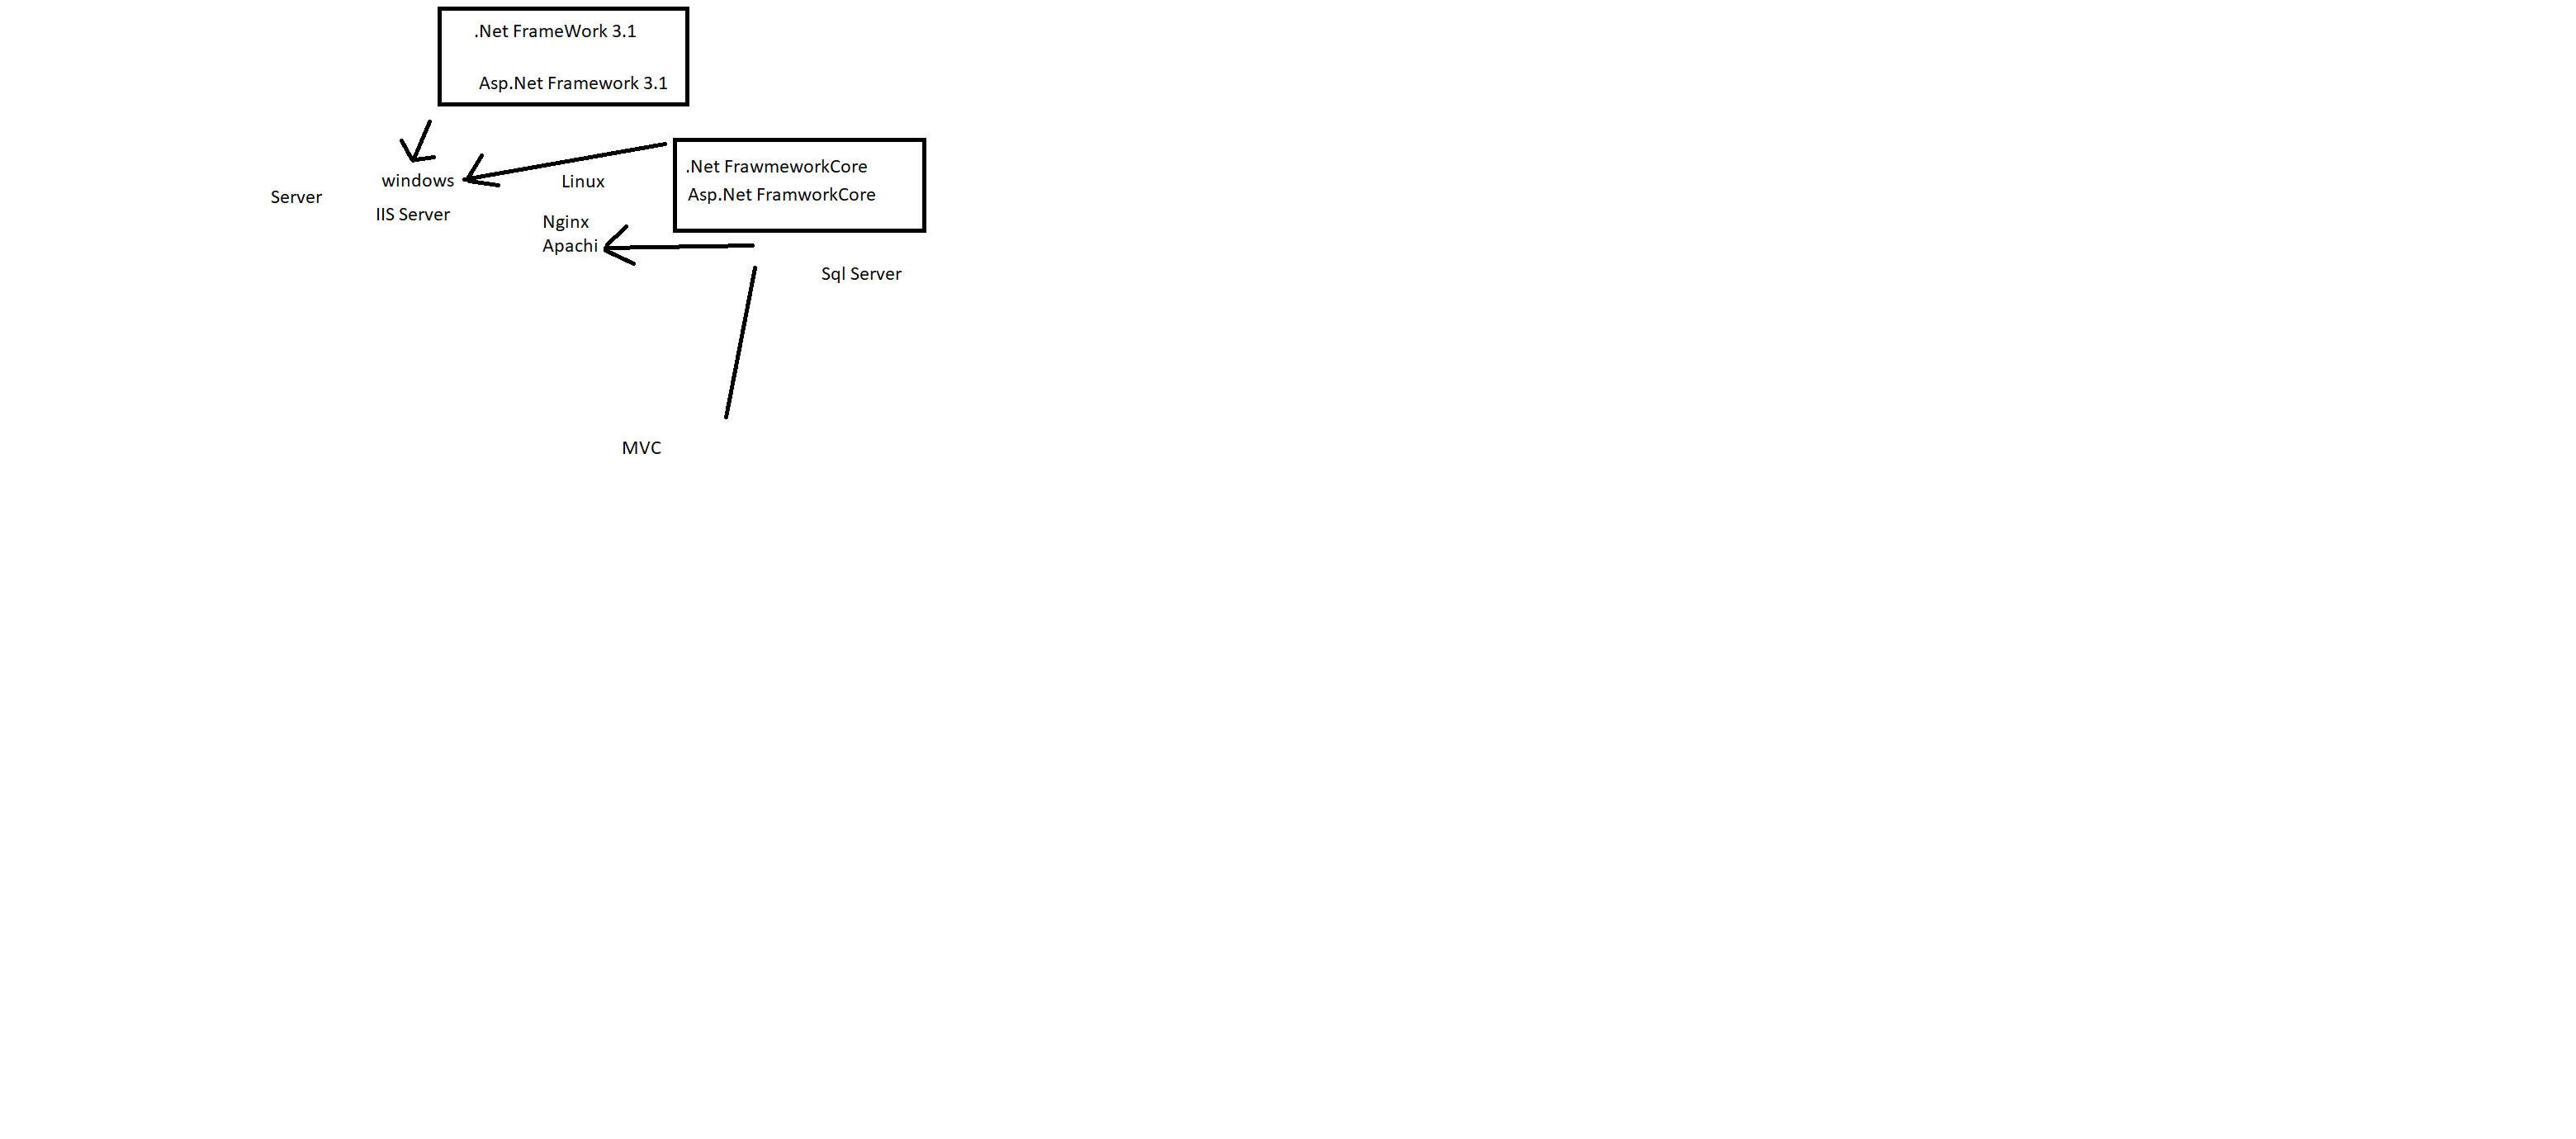 .Net FrameWork 3.1
Asp.Net Framework 3.1
.Net FrawmeworkCore
Asp.Net FramworkCore
windows
Linux
Server
IIS Server
Nginx
Apachi
Sql Server
MVC